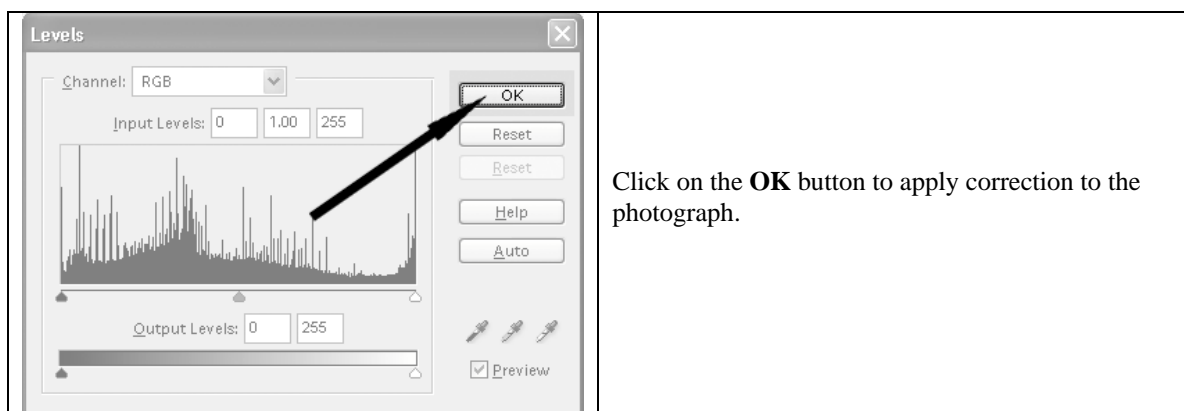 Levels
Channel: RGB
Input Levels: 0 1.00 255
OK
Reset
Reset
Help
Auto
Output Levels: 0 255
Preview
Click on the OK button to apply correction to the
photograph.